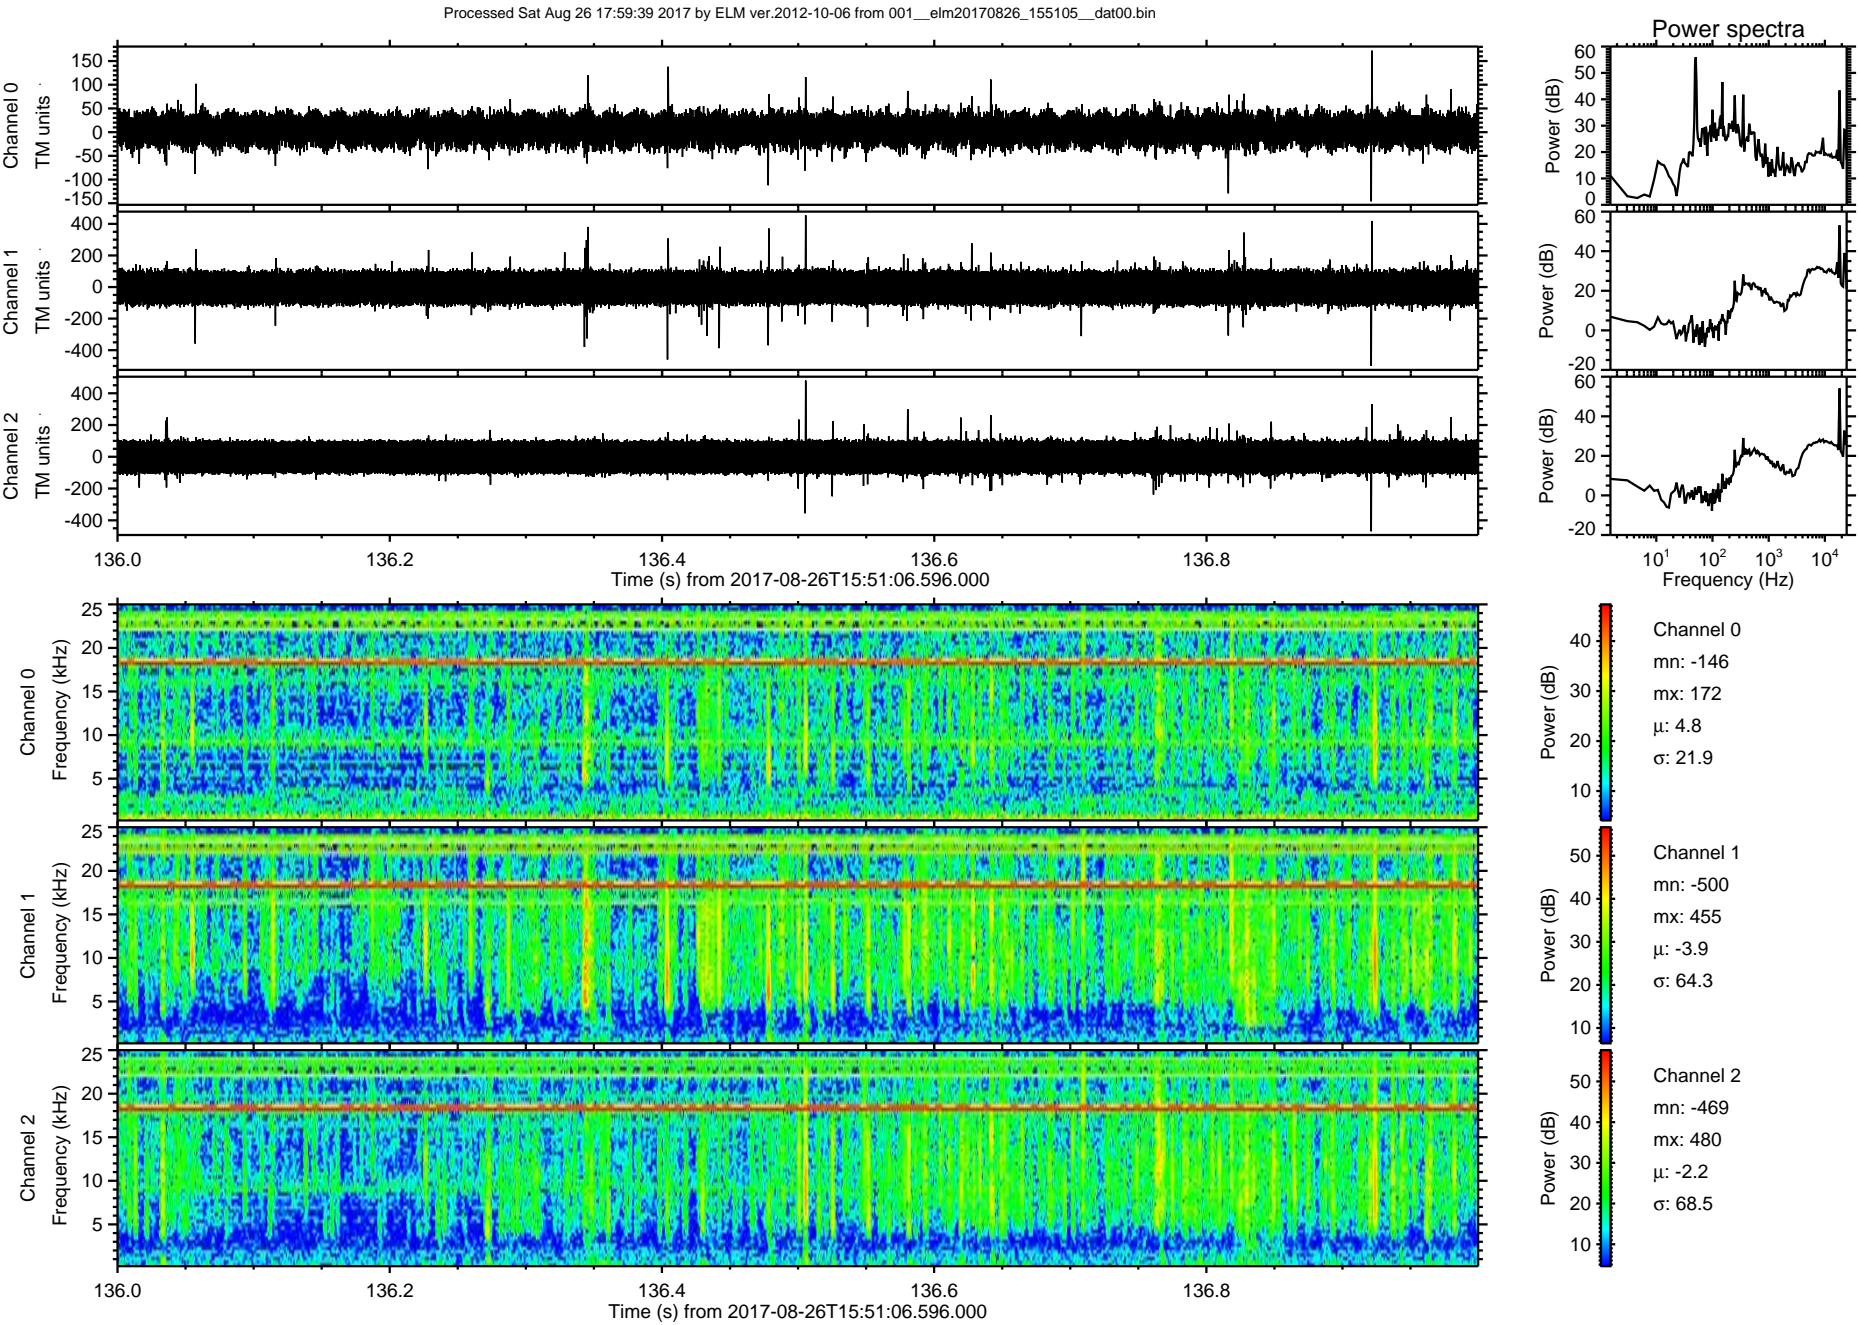 Processed Sat Aug 26 17:59:39 2017 by ELM ver.2012-10-06 from 001__elm20170826_155105__dat00.bin
Power spectra
Channel 0
TM units
150
100
50
0
-50
-100
-150
Power (dB)
60
50
40
30
20
10
0
Channel 1
TM units
400
200
0
-200
-400
Power (dB)
60
40
20
0
-20
Channel 2
TM units
400
200
0
-200
-400
Power (dB)
60
40
20
0
-20
136.0 136.2 136.4 136.6 136.8
Time (s) from 2017-08-26T15:51:06.596.000
10^1 10^2 10^3 10^4
Frequency (Hz)
Channel 0
Frequency (kHz)
25
20
15
10
5
Power (dB)
40
30
20
10
Channel 0
mn: -146
mx: 172
μ: 4.8
σ: 21.9
Channel 1
Frequency (kHz)
25
20
15
10
5
Power (dB)
50
40
30
20
10
Channel 1
mn: -500
mx: 455
μ: -3.9
σ: 64.3
Channel 2
Frequency (kHz)
25
20
15
10
5
Power (dB)
50
40
30
20
10
Channel 2
mn: -469
mx: 480
μ: -2.2
σ: 68.5
136.0 136.2 136.4 136.6 136.8
Time (s) from 2017-08-26T15:51:06.596.000